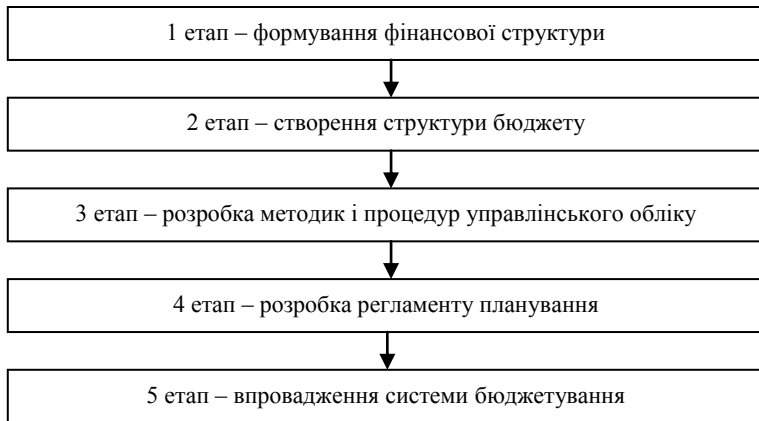 1 етап – формування фінансової структури
2 етап – створення структури бюджету
3 етап – розробка методик і процедур управлінського обліку
4 етап – розробка регламенту планування
5 етап – впровадження системи бюджетування